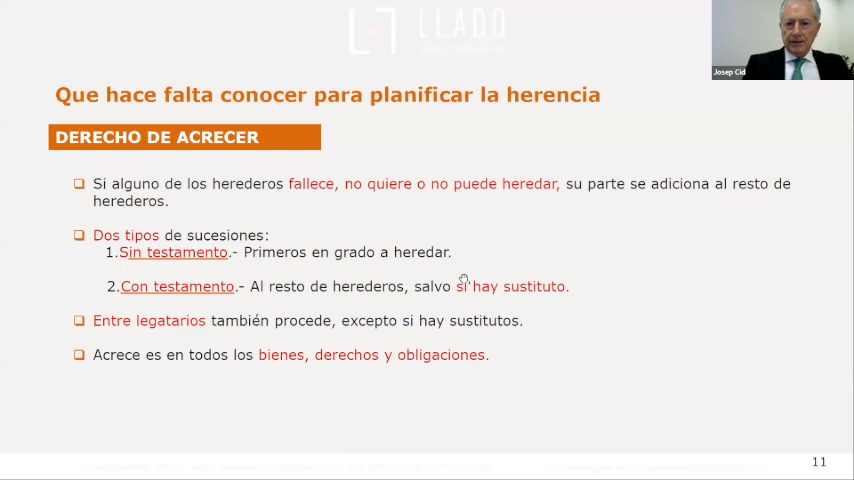 LLADO
Josep Cid
Que hace falta conocer para planificar la herencia
DERECHO DE ACRECER
Si alguno de los herederos fallece, no quiere o no puede heredar, su parte se adiciona al resto de
herederos.
Dos tipos de sucesiones:
1.Sin testamento.- Primeros en grado a heredar.
2.Con testamento.- Al resto de herederos, salvo si hay sustituto.
Entre legatarios también procede, excepto si hay sustitutos.
Acrece es en todos los bienes, derechos y obligaciones.
11